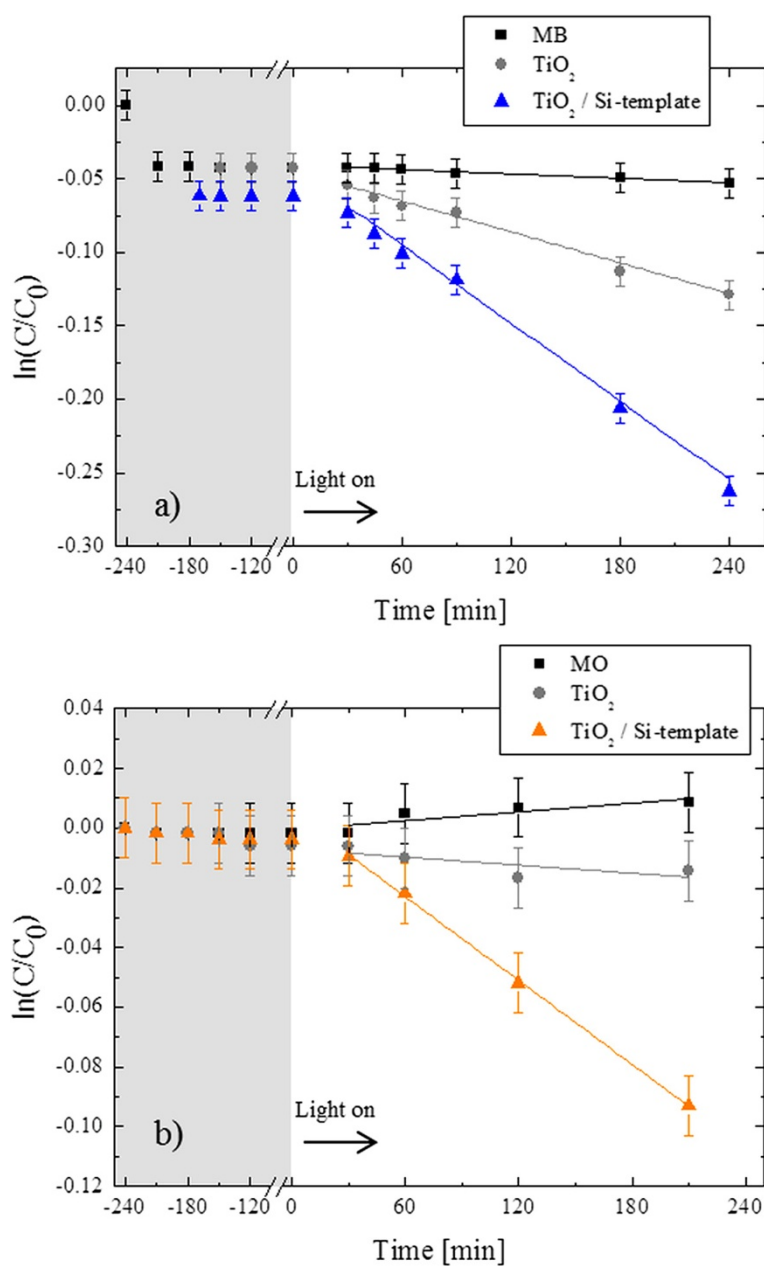 MB
TiO₂
TiO₂ / Si-template
0.00
-0.05
-0.10
-0.15
-0.20
-0.25
-0.30
ln(C/C₀)
a)
Light on
-240 -180 -120 0 60 120 180 240
Time [min]
MO
TiO₂
TiO₂ / Si-template
0.04
0.02
0.00
-0.02
-0.04
-0.06
-0.08
-0.10
-0.12
ln(C/C₀)
b)
Light on
-240 -180 -120 0 60 120 180 240
Time [min]